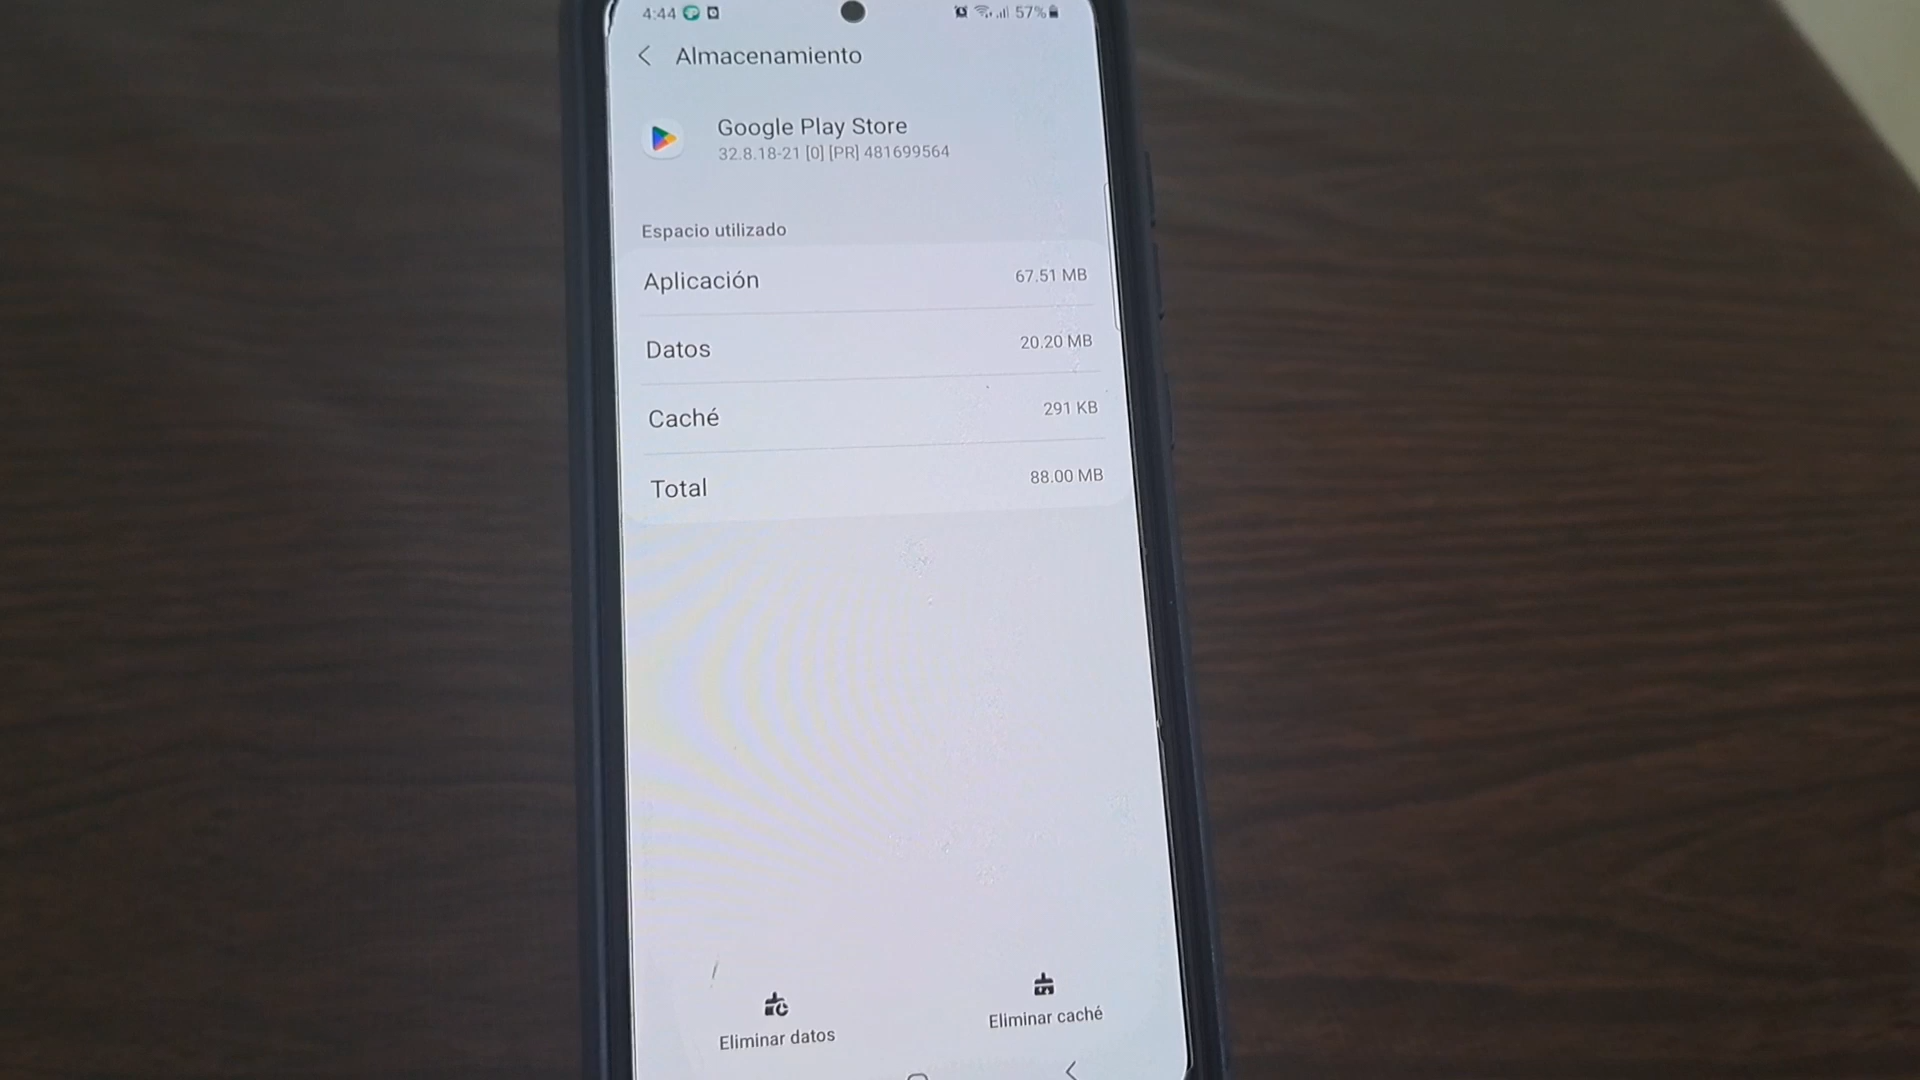 4:44
57%
Almacenamiento
Google Play Store
32.8.18-21 [0] [PR] 481699564
Espacio utilizado
Aplicación 67.51 MB
Datos 20.20 MB
Caché 291 KB
Total 88.00 MB
Eliminar datos
Eliminar caché